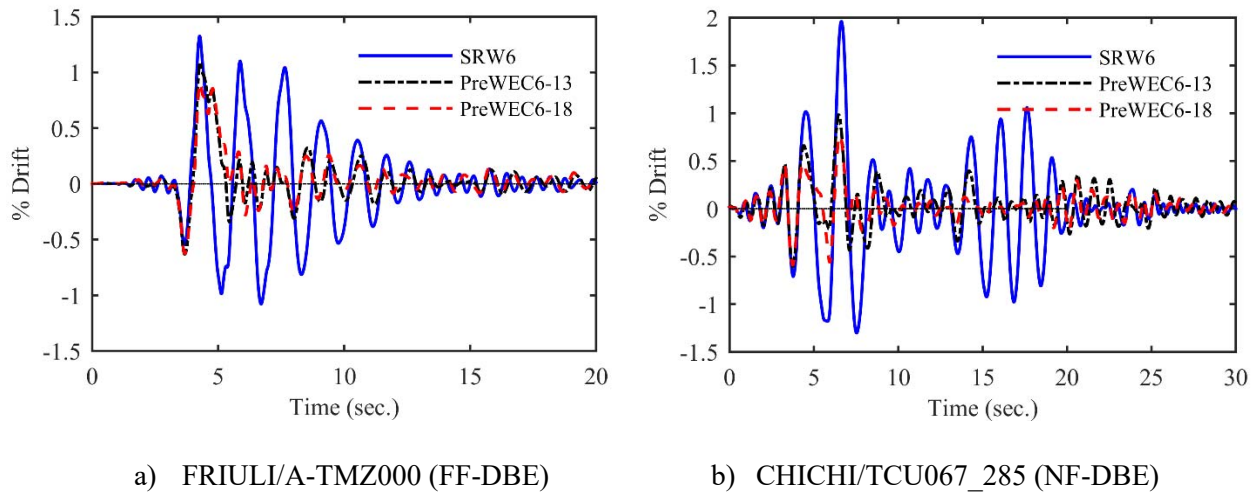 1.5
1
0.5
0
-0.5
-1
-1.5
% Drift
0 5 10 15 20
Time (sec.)
SRW6
PreWEC6-13
PreWEC6-18
a) FRIULI/A-TMZ000 (FF-DBE)
2
1.5
1
0.5
0
-0.5
-1
-1.5
% Drift
0 5 10 15 20 25 30
Time (sec.)
SRW6
PreWEC6-13
PreWEC6-18
b) CHICHI/TCU067_285 (NF-DBE)